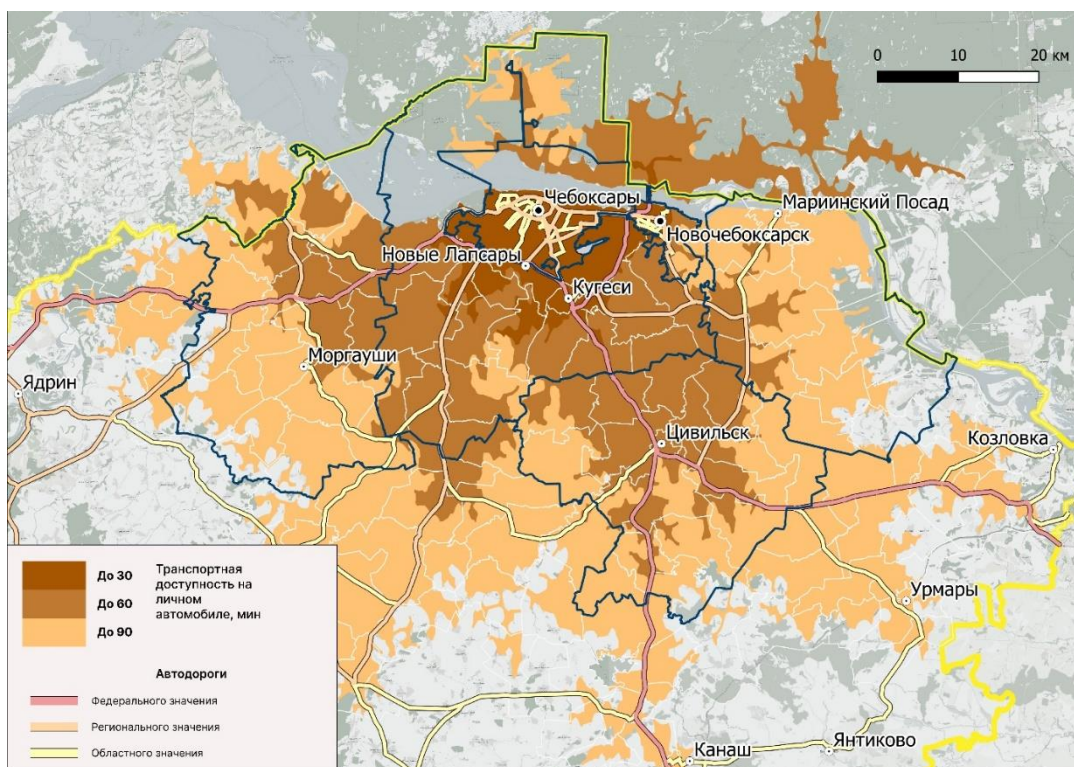 0 10 20 км
Чебоксары
Мариинский Посад
Новочебоксарск
Новые Лапсары
Кугеси
Моргауши
Ядрин
Цивильск
Козловка
Урмары
Янтиково
Канаш
До 30
До 60
До 90
Транспортная
доступность на
личном
автомобиле, мин
Автодороги
Федерального значения
Регионального значения
Областного значения